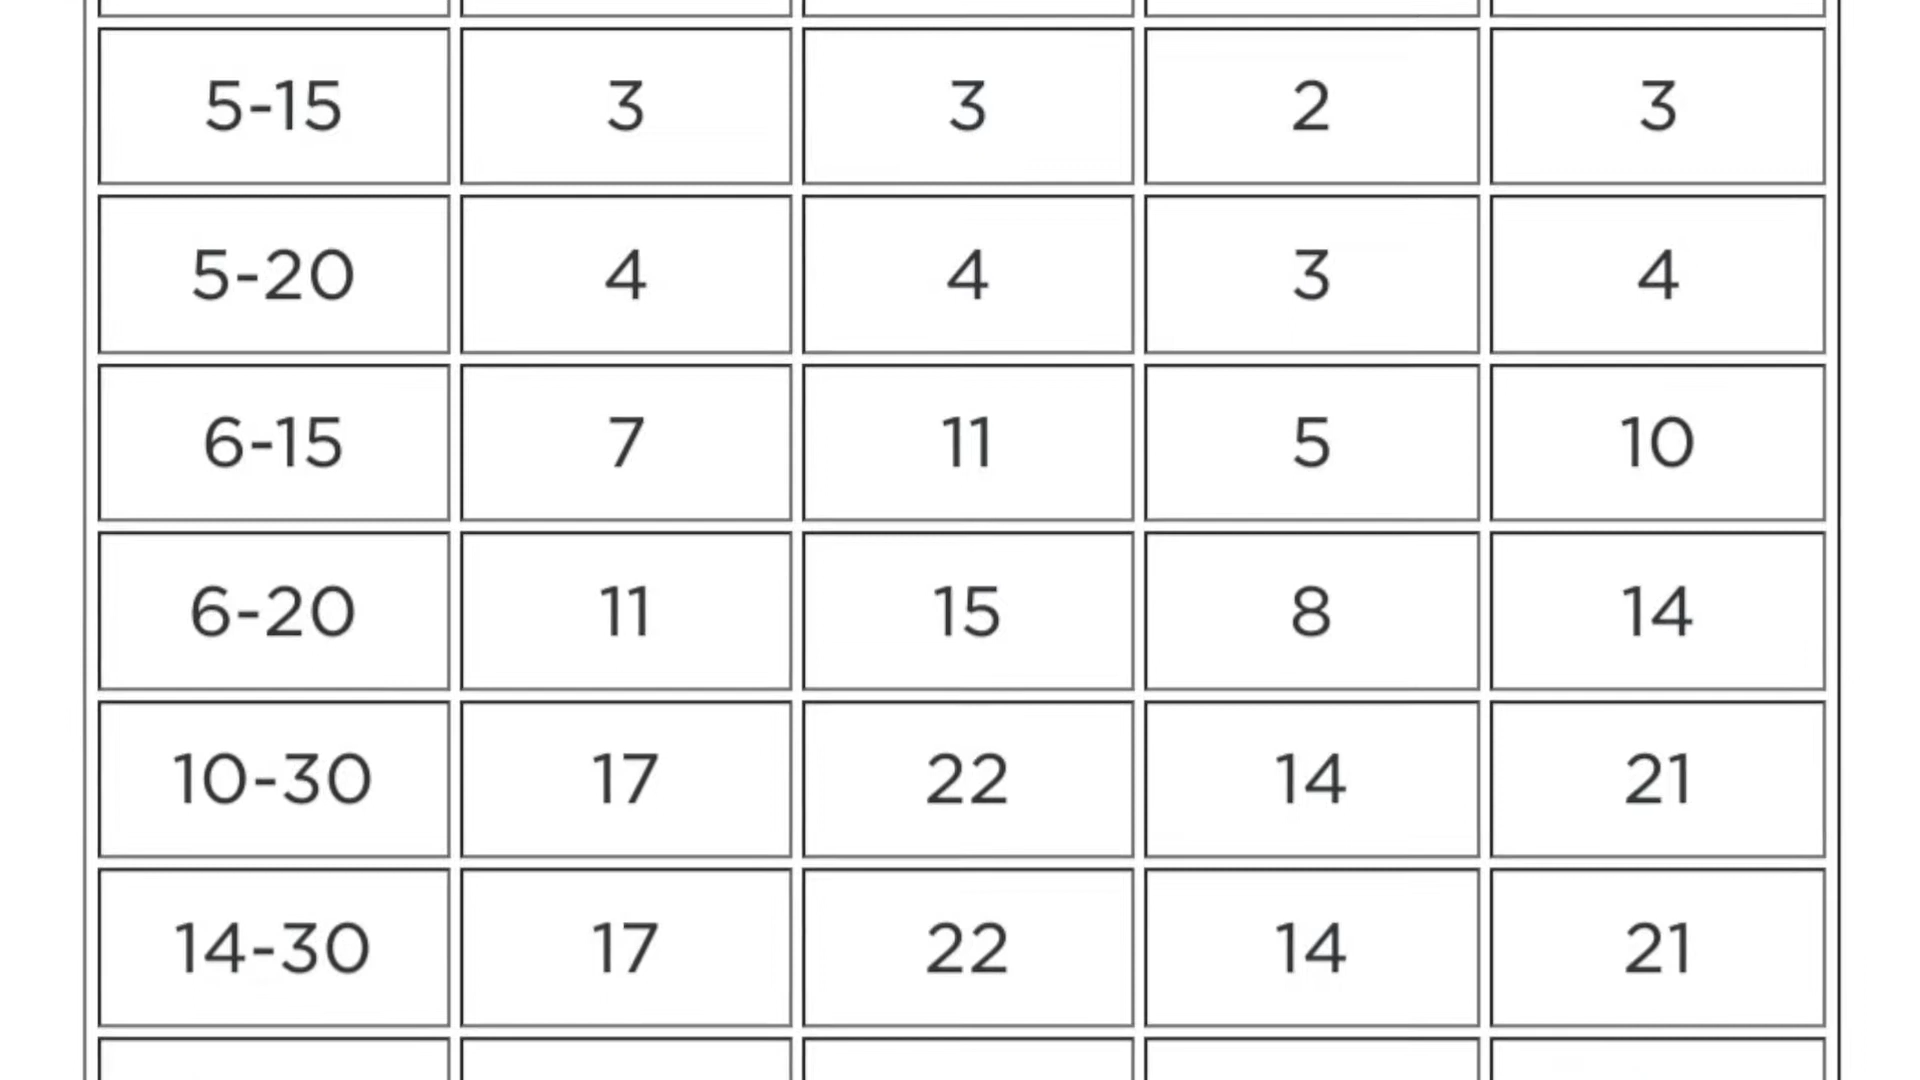 5-15 3 3 2 3
5-20 4 4 3 4
6-15 7 11 5 10
6-20 11 15 8 14
10-30 17 22 14 21
14-30 17 22 14 21